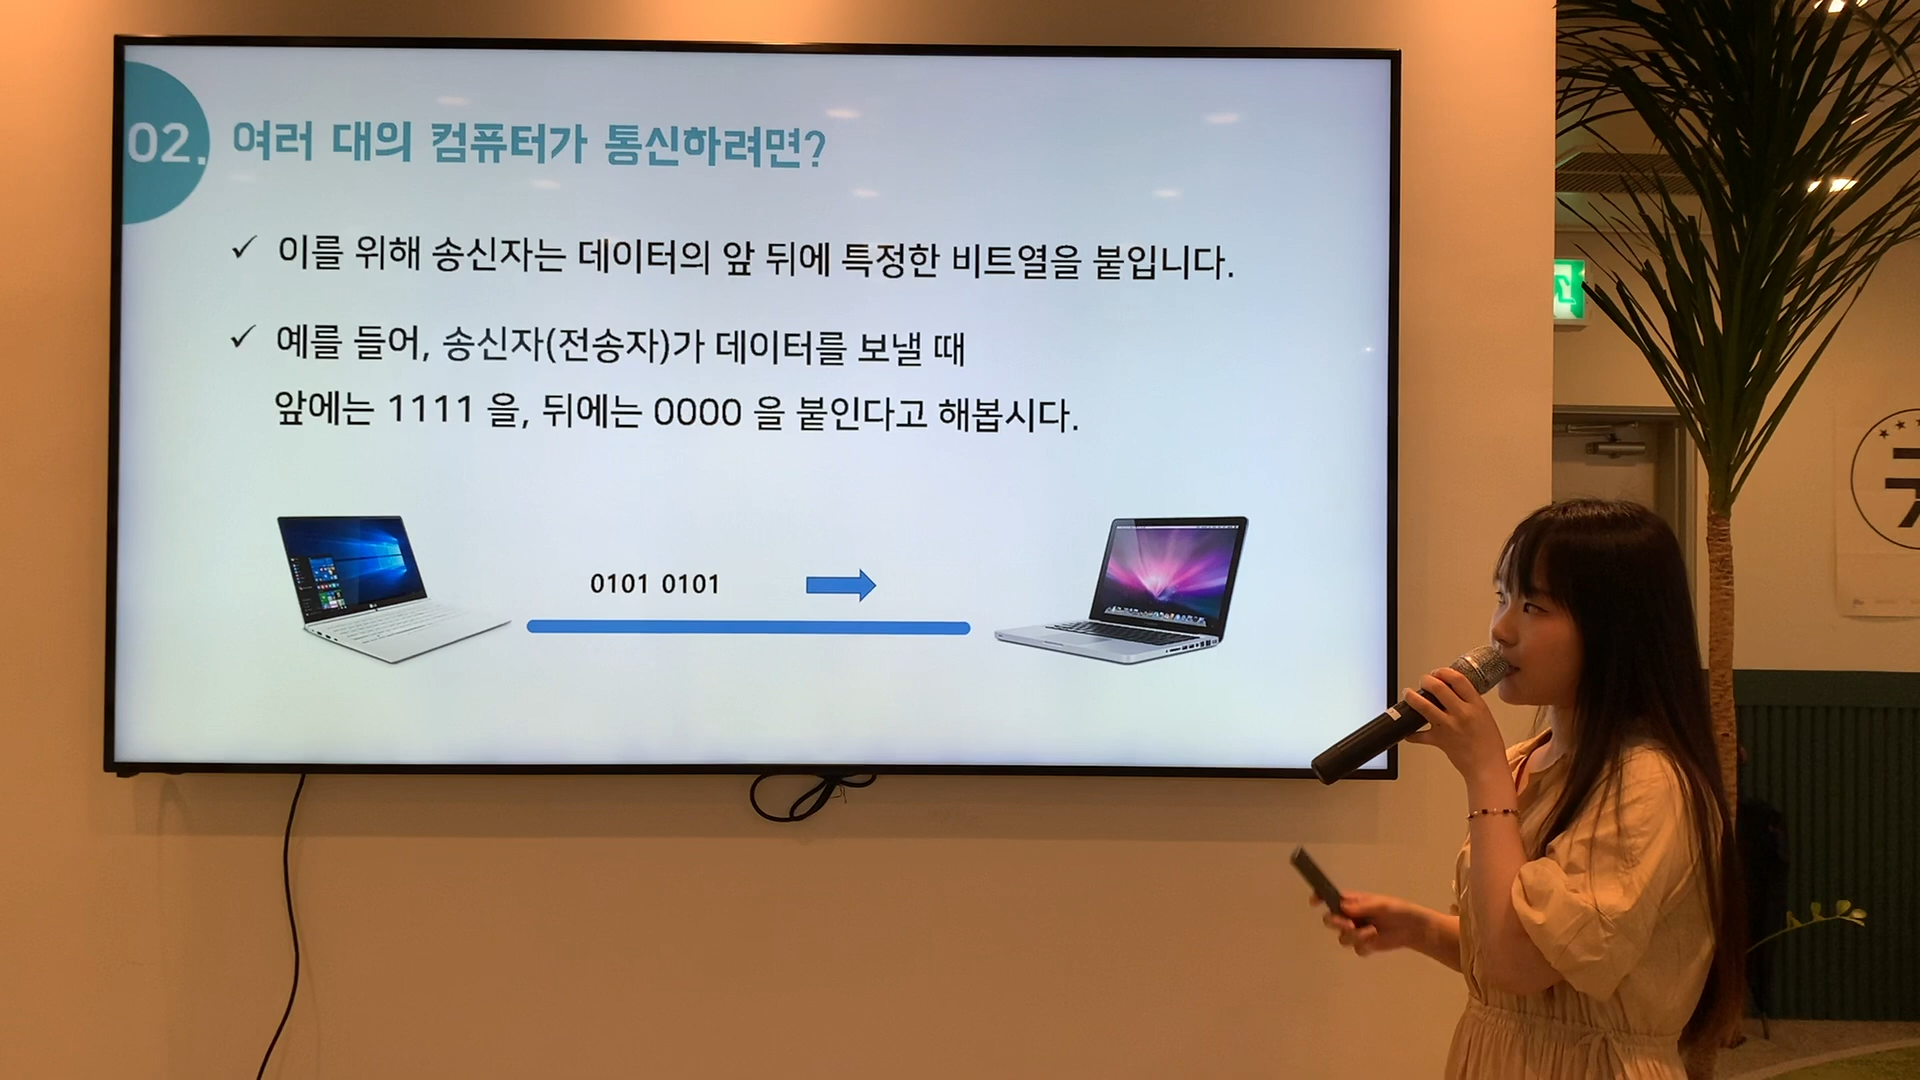 02. 여러 대의 컴퓨터가 통신하려면?
✓ 이를 위해 송신자는 데이터의 앞 뒤에 특정한 비트열을 붙입니다.
✓ 예를 들어, 송신자(전송자)가 데이터를 보낼 때
앞에는 1111 을, 뒤에는 0000 을 붙인다고 해봅시다.
0101 0101